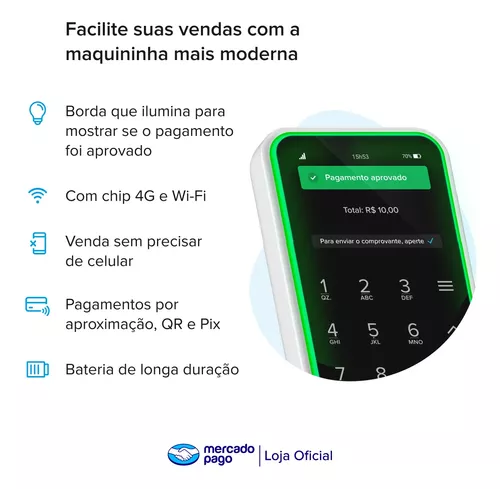 Facilite suas vendas com a
maquininha mais moderna
Borda que ilumina para
mostrar se o pagamento
foi aprovado
Com chip 4G e Wi-Fi
Venda sem precisar
de celular
Pagamentos por
aproximação, QR e Pix
Bateria de longa duração
15h53 70%
Pagamento aprovado
Total: R$ 10,00
Para enviar o comprovante, aperte
1 2 3
QZ. ABC DEF
4 5 6
GHI JKL MNO
7 8
mercado
pago
Loja Oficial